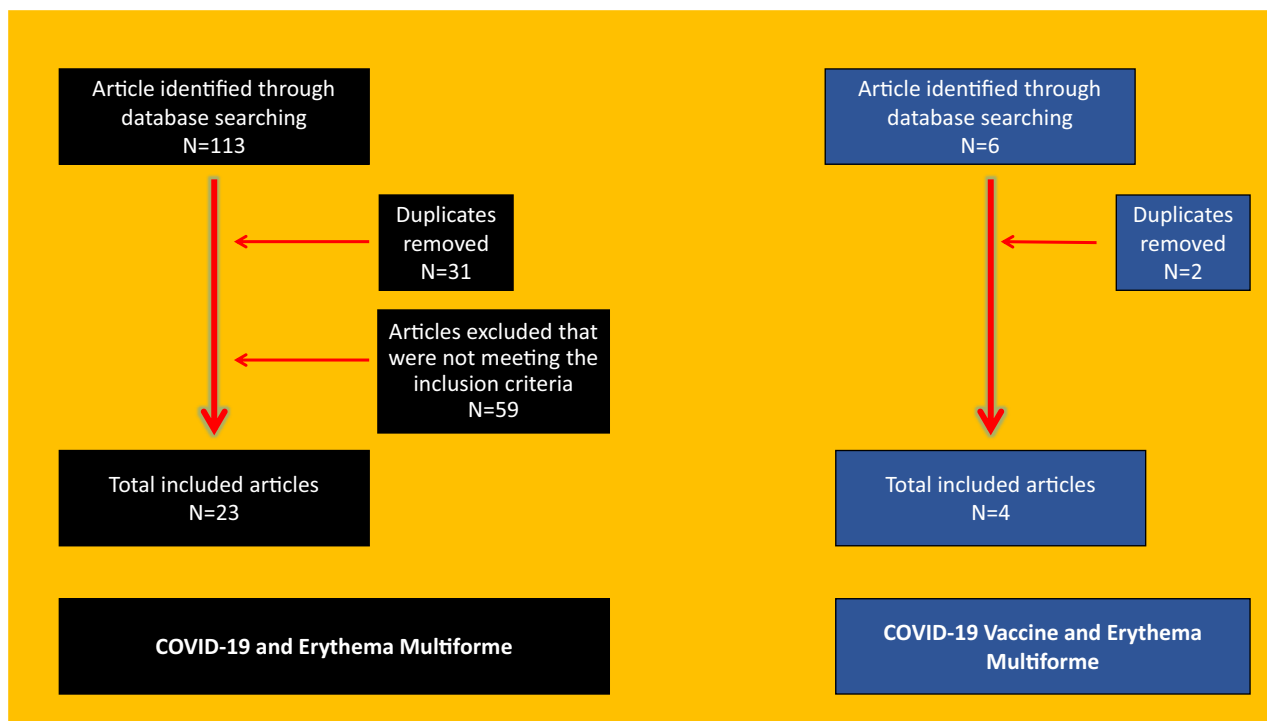 Article identified through
database searching
N=113
Duplicates
removed
N=31
Articles excluded that
were not meeting the
inclusion criteria
N=59
Total included articles
N=23
COVID-19 and Erythema Multiforme
Article identified through
database searching
N=6
Duplicates
removed
N=2
Total included articles
N=4
COVID-19 Vaccine and Erythema
Multiforme